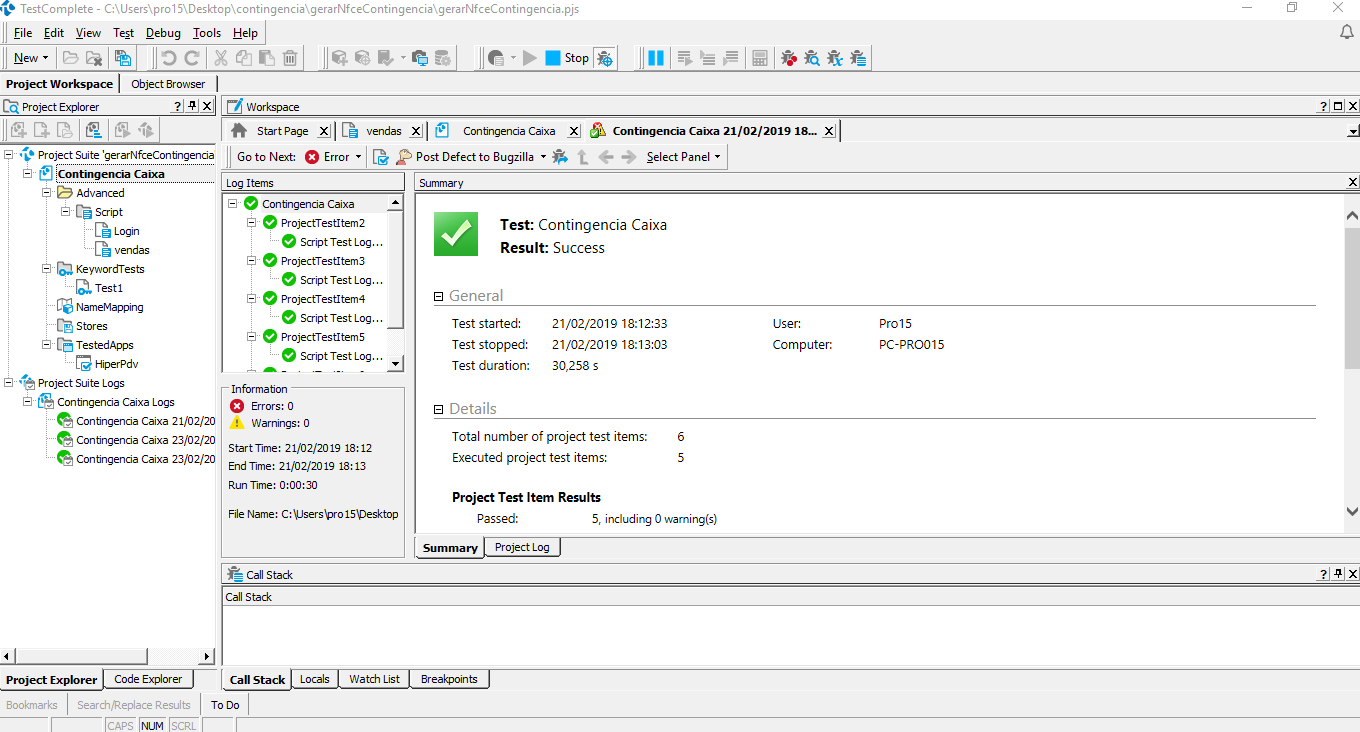 TestComplete - C:\Users\pro15\Desktop\contingencia\gerarNfceContingencia\gerarNfceContingencia.pjs
File Edit View Test Debug Tools Help
New Stop
Project Workspace Object Browser
Project Explorer ?
Project Suite 'gerarNfceContingencia
Contingencia Caixa
Advanced
Script
Login
vendas
KeywordTests
Test1
NameMapping
Stores
TestedApps
HiperPdv
Project Suite Logs
Contingencia Caixa Logs
Contingencia Caixa 21/02/20
Contingencia Caixa 23/02/20
Contingencia Caixa 23/02/20
Project Explorer Code Explorer
Workspace ?
Start Page vendas Contingencia Caixa Contingencia Caixa 21/02/2019 18...
Go to Next: Error Post Defect to Bugzilla Select Panel
Log Items
Contingencia Caixa
ProjectTestItem2
Script Test Log...
ProjectTestItem3
Script Test Log...
ProjectTestItem4
Script Test Log...
ProjectTestItem5
Script Test Log...
Information
Errors: 0
Warnings: 0
Start Time: 21/02/2019 18:12
End Time: 21/02/2019 18:13
Run Time: 0:00:30
File Name: C:\Users\pro15\Desktop
Summary
Test: Contingencia Caixa
Result: Success
General
Test started: 21/02/2019 18:12:33 User: Pro15
Test stopped: 21/02/2019 18:13:03 Computer: PC-PRO015
Test duration: 30,258 s
Details
Total number of project test items: 6
Executed project test items: 5
Project Test Item Results
Passed: 5, including 0 warning(s)
Summary Project Log
Call Stack ?
Call Stack
Call Stack Locals Watch List Breakpoints
Bookmarks Search/Replace Results To Do
CAPS NUM SCRL